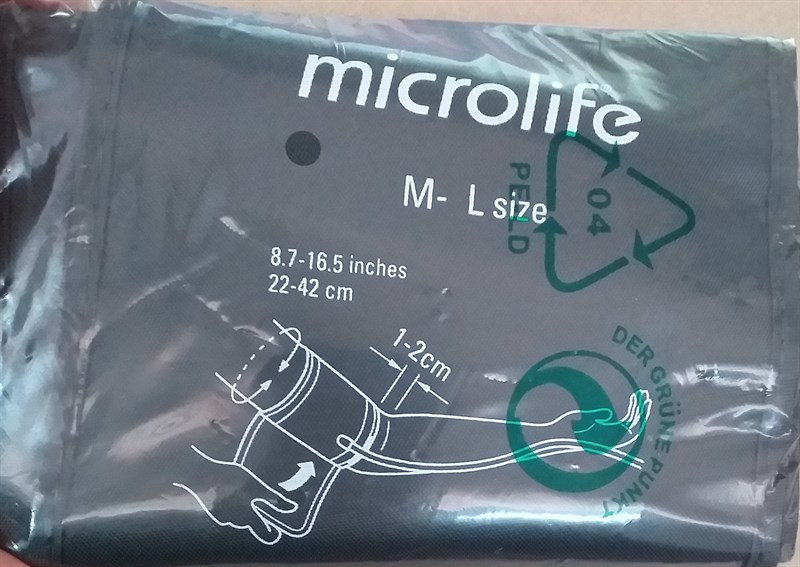 microlife
M- L size
8.7-16.5 inches
22-42 cm
1-2cm
04
PE-LD
DER GRÜNE PUNKT